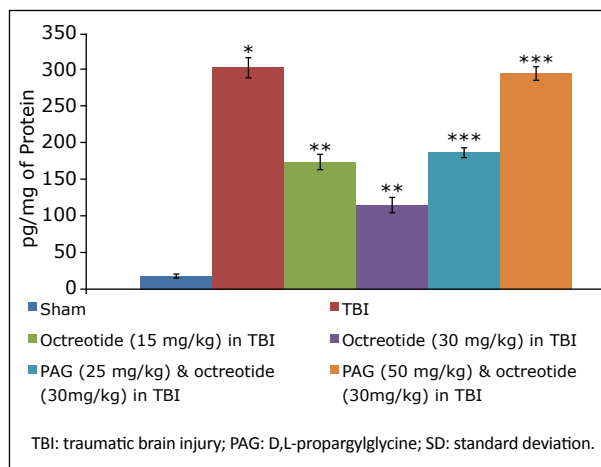 pg/mg of Protein
350
300
250
200
150
100
50
0
*
**
**
***
***
Sham
TBI
Octreotide (15 mg/kg) in TBI
Octreotide (30 mg/kg) in TBI
PAG (25 mg/kg) & octreotide
(30mg/kg) in TBI
PAG (50 mg/kg) & octreotide
(30mg/kg) in TBI
TBI: traumatic brain injury; PAG: D,L-propargylglycine; SD: standard deviation.